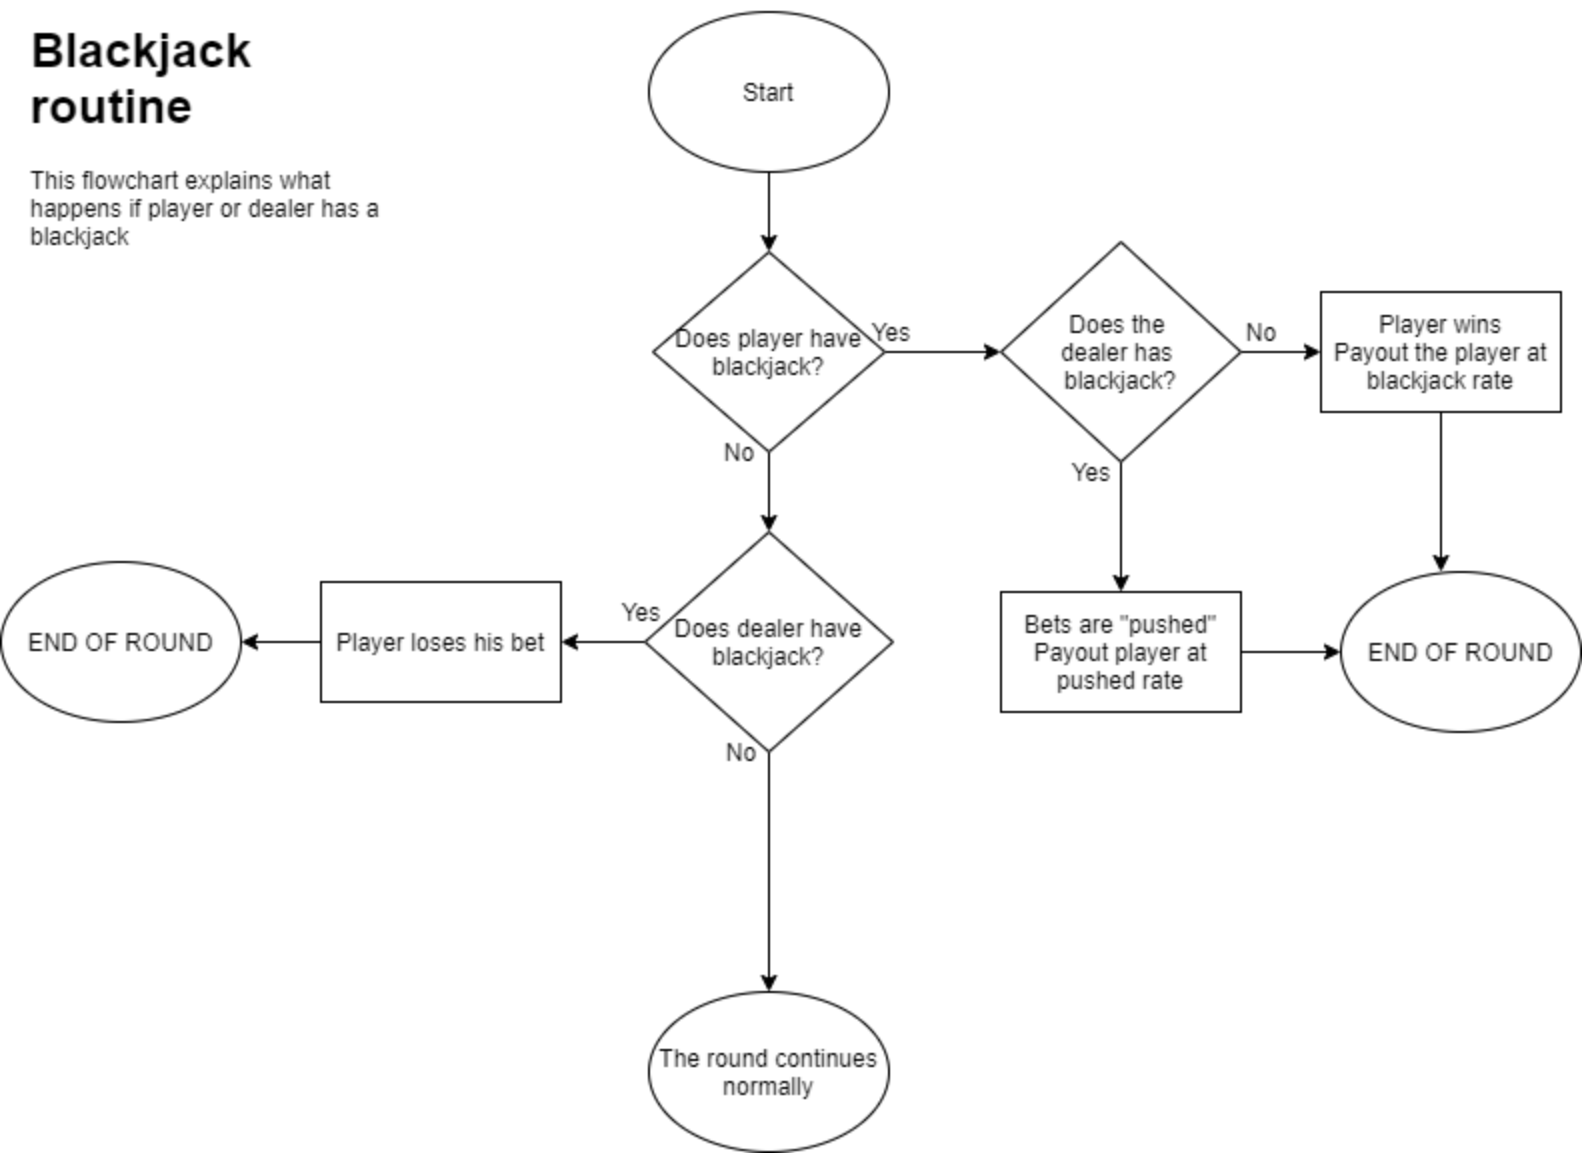 Blackjack
routine
This flowchart explains what
happens if player or dealer has a
blackjack
Start
Does player have
blackjack?
Yes
No
Does the
dealer has
blackjack?
No
Yes
Player wins
Payout the player at
blackjack rate
Bets are "pushed"
Payout player at
pushed rate
END OF ROUND
Does dealer have
blackjack?
Yes
No
Player loses his bet
END OF ROUND
The round continues
normally